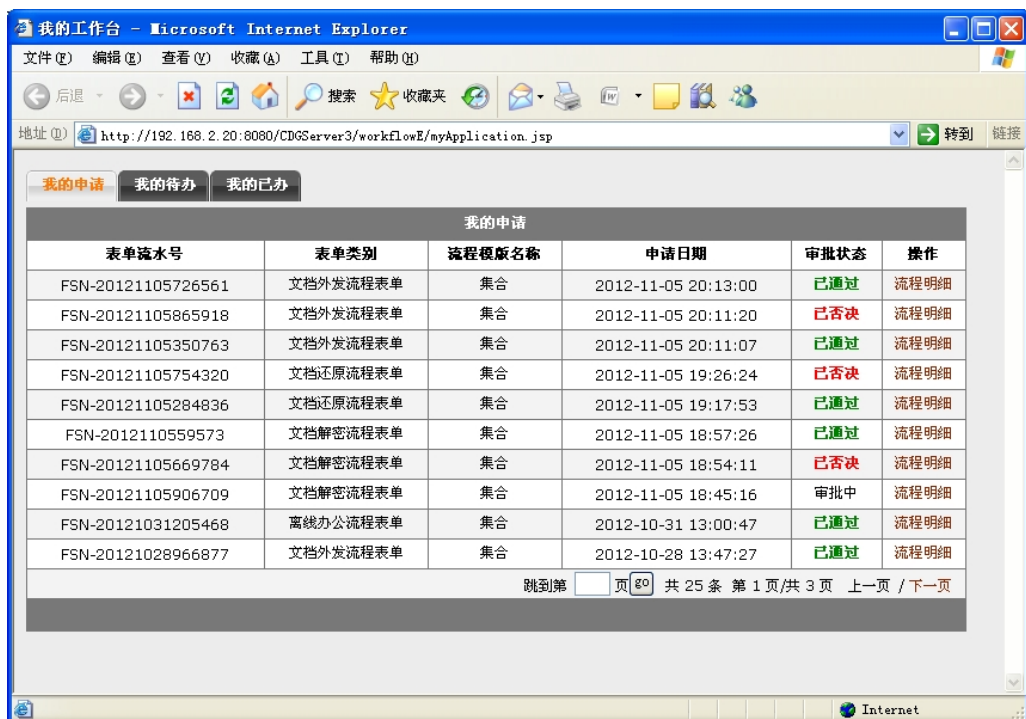 我的工作台 - Microsoft Internet Explorer
文件(F) 编辑(E) 查看(V) 收藏(A) 工具(T) 帮助(H)
后退 搜索 收藏夹
地址(D) http://192.168.2.20:8080/CDGServer3/workflowE/myApplication.jsp 转到 链接
我的申请 我的待办 我的已办
我的申请
表单流水号 表单类别 流程模版名称 申请日期 审批状态 操作
FSN-20121105726561 文档外发流程表单 集合 2012-11-05 20:13:00 已通过 流程明细
FSN-20121105865918 文档外发流程表单 集合 2012-11-05 20:11:20 已否决 流程明细
FSN-20121105350763 文档外发流程表单 集合 2012-11-05 20:11:07 已通过 流程明细
FSN-20121105754320 文档还原流程表单 集合 2012-11-05 19:26:24 已否决 流程明细
FSN-20121105284836 文档还原流程表单 集合 2012-11-05 19:17:53 已通过 流程明细
FSN-2012110559573 文档解密流程表单 集合 2012-11-05 18:57:26 已通过 流程明细
FSN-20121105669784 文档解密流程表单 集合 2012-11-05 18:54:11 已否决 流程明细
FSN-20121105906709 文档解密流程表单 集合 2012-11-05 18:45:16 审批中 流程明细
FSN-20121031205468 离线办公流程表单 集合 2012-10-31 13:00:47 已通过 流程明细
FSN-20121028966877 文档外发流程表单 集合 2012-10-28 13:47:27 已通过 流程明细
跳到第 页 go 共 25 条 第 1 页/共 3 页 上一页 / 下一页
Internet